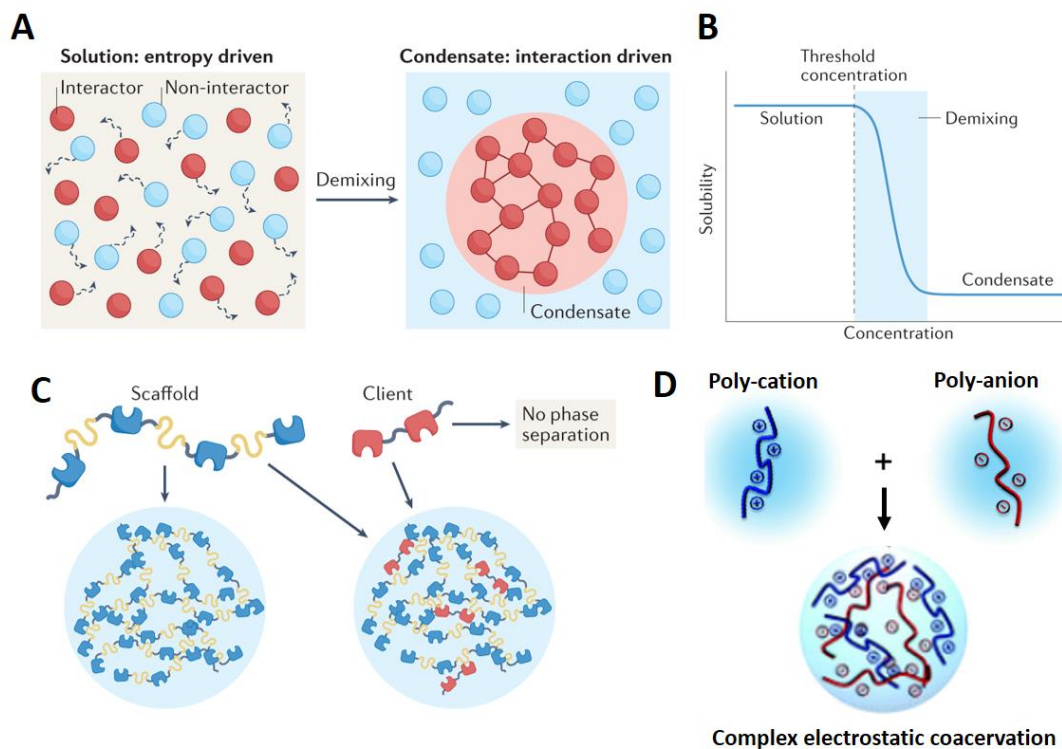 A
Solution: entropy driven
Interactor
Non-interactor
Demixing
Condensate: interaction driven
Condensate
B
Threshold
concentration
Solution
Demixing
Condensate
Solubility
Concentration
C
Scaffold
Client
No phase
separation
D
Poly-cation
Poly-anion
+
Complex electrostatic coacervation